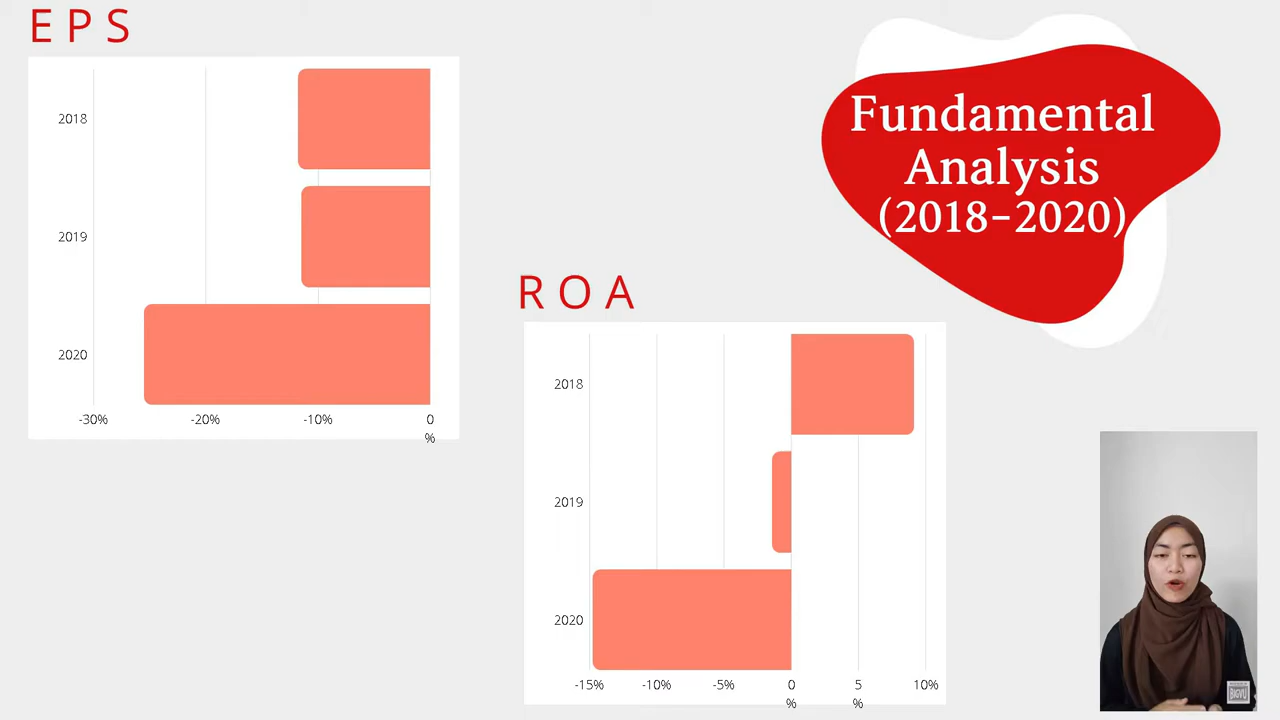 EPS
2018
2019
2020
-30% -20% -10% 0
%
Fundamental
Analysis
(2018-2020)
ROA
2018
2019
2020
-15% -10% -5% 0 5 10%
% %
BIGVU